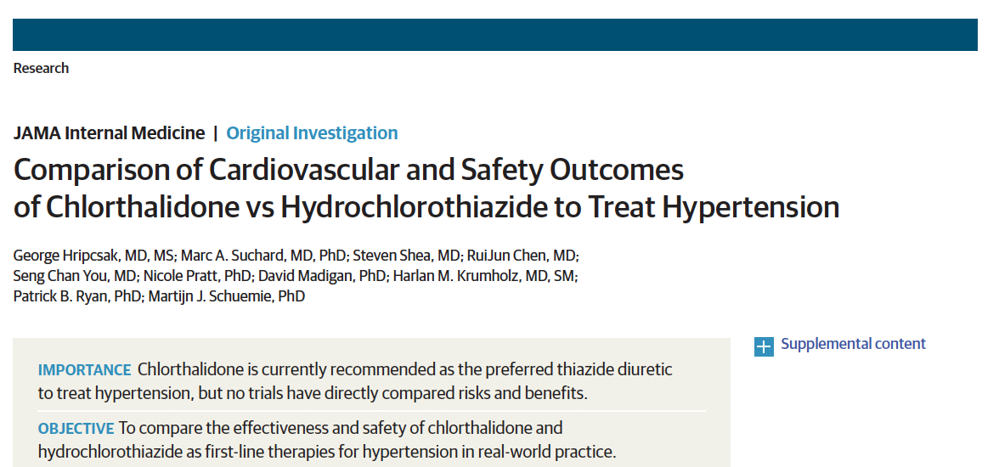 Research
JAMA Internal Medicine | Original Investigation
Comparison of Cardiovascular and Safety Outcomes
of Chlorthalidone vs Hydrochlorothiazide to Treat Hypertension
George Hripcsak, MD, MS; Marc A. Suchard, MD, PhD; Steven Shea, MD; RuiJun Chen, MD;
Seng Chan You, MD; Nicole Pratt, PhD; David Madigan, PhD; Harlan M. Krumholz, MD, SM;
Patrick B. Ryan, PhD; Martijn J. Schuemie, PhD
IMPORTANCE Chlorthalidone is currently recommended as the preferred thiazide diuretic
to treat hypertension, but no trials have directly compared risks and benefits.
OBJECTIVE To compare the effectiveness and safety of chlorthalidone and
hydrochlorothiazide as first-line therapies for hypertension in real-world practice.
Supplemental content